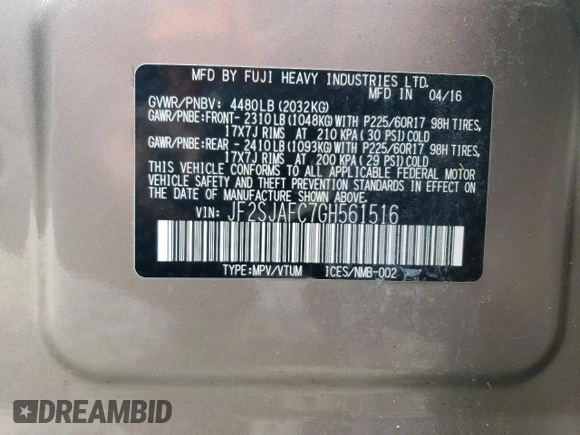 MFD BY FUJI HEAVY INDUSTRIES LTD.
MFD IN 04/16
GVWR/PNBV: 4480LB (2032KG)
GAWR/PNBE:FRONT-2310LB (1048KG) WITH P225/60R17 98H TIRES,
17X7J RIMS AT 210 KPA (30 PSI) COLD
GAWR/PNBE:REAR - 2410LB (1093KG) WITH P225/60R17 98H TIRES,
17X7J RIMS AT 200 KPA (29 PSI) COLD
THIS VEHICLE CONFORMS TO ALL APPLICABLE FEDERAL MOTOR
VEHICLE SAFETY AND THEFT PREVENTION STANDARDS IN EFFECT ON
THE DATE OF MANUFACTURE SHOWN ABOVE.
VIN: JF2SJAFC7GH561516
TYPE:MPV/VTUM ICES/NMB-002
DREAMBID